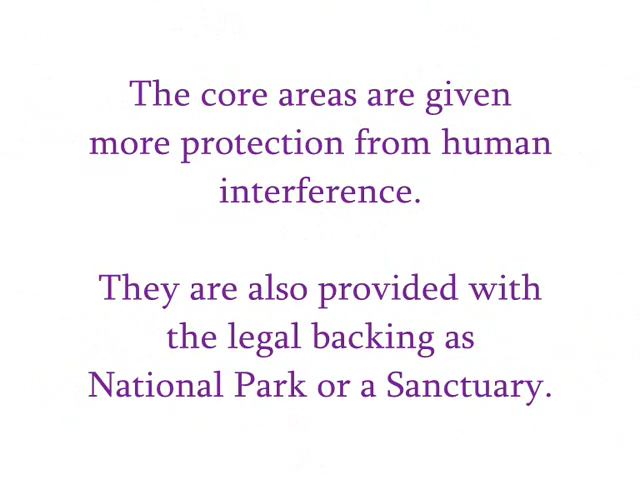 The core areas are given
more protection from human
interference.
They are also provided with
the legal backing as
National Park or a Sanctuary.